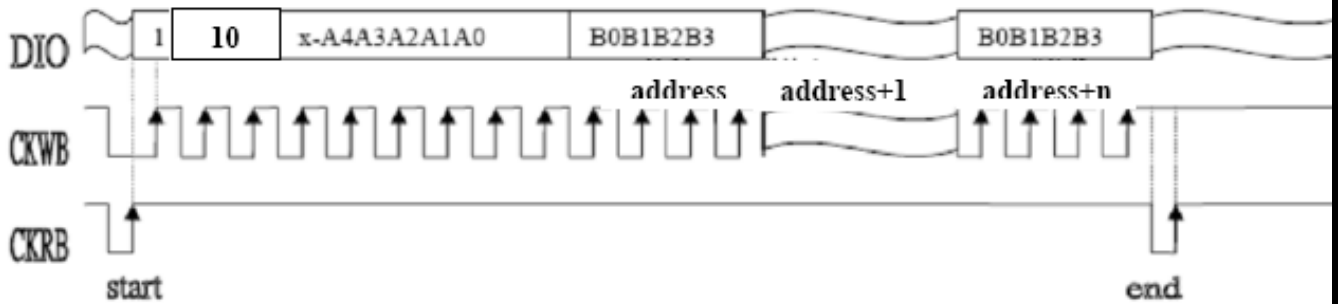 DIO 1 10 x-A4A3A2A1A0 B0B1B2B3 B0B1B2B3
address address+1 address+n
CKWB
CKRB
start end